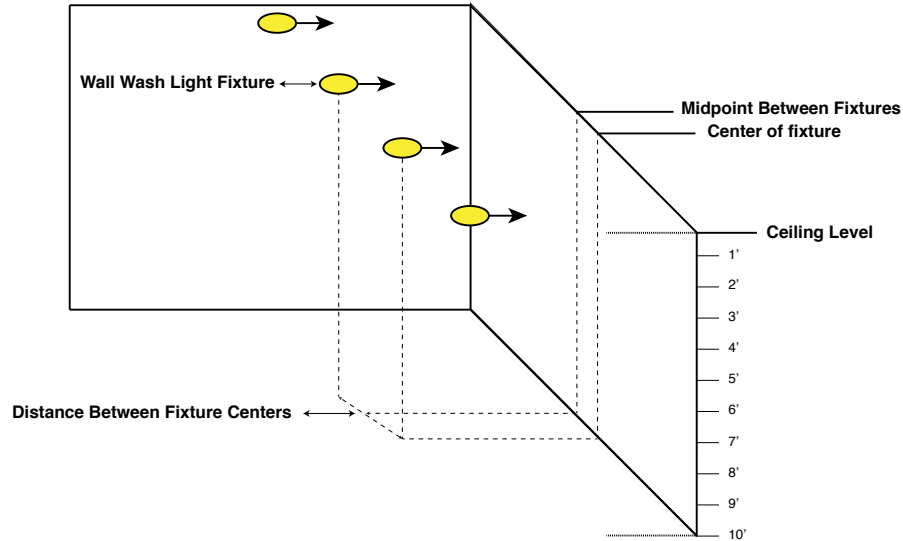 Wall Wash Light Fixture
Midpoint Between Fixtures
Center of fixture
Ceiling Level
1'
2'
3'
4'
5'
6'
Distance Between Fixture Centers
7'
8'
9'
10'